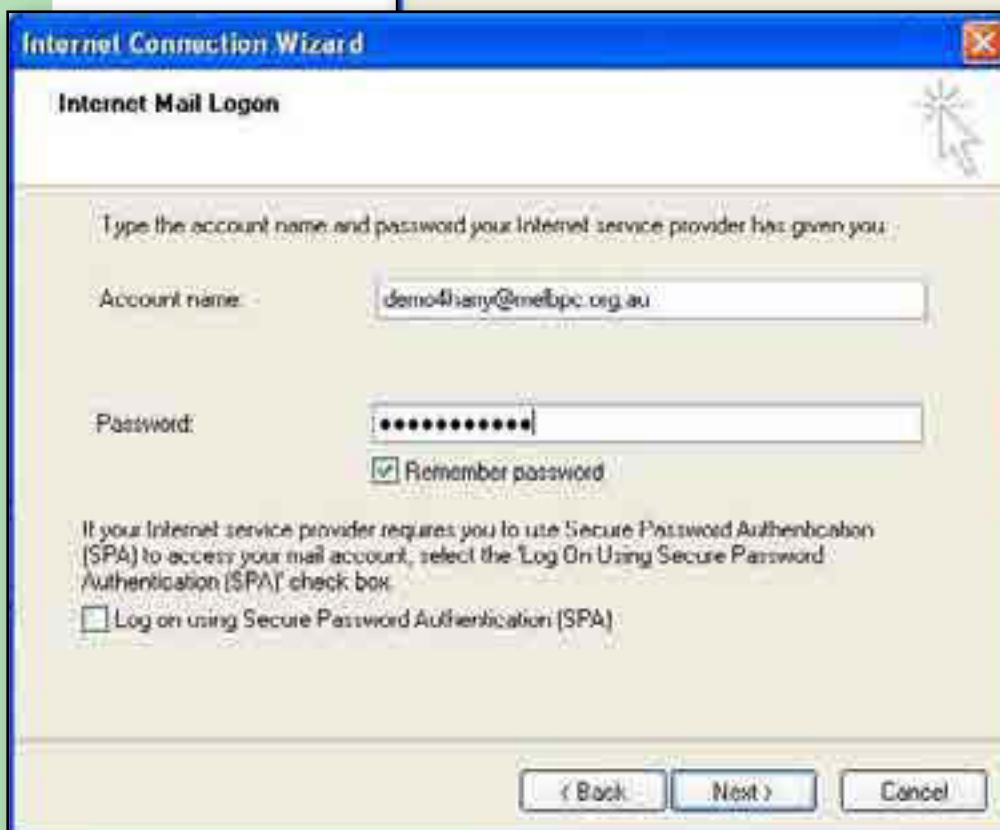 Internet Connection Wizard
Internet Mail Logon
Type the account name and password your Internet service provider has given you.
Account name:
demo4hany@melbpc.org.au
Password:
•••••••••••
Remember password
If your Internet service provider requires you to use Secure Password Authentication
(SPA) to access your mail account, select the 'Log On Using Secure Password
Authentication (SPA)' check box.
Log on using Secure Password Authentication (SPA)
< Back
Next >
Cancel